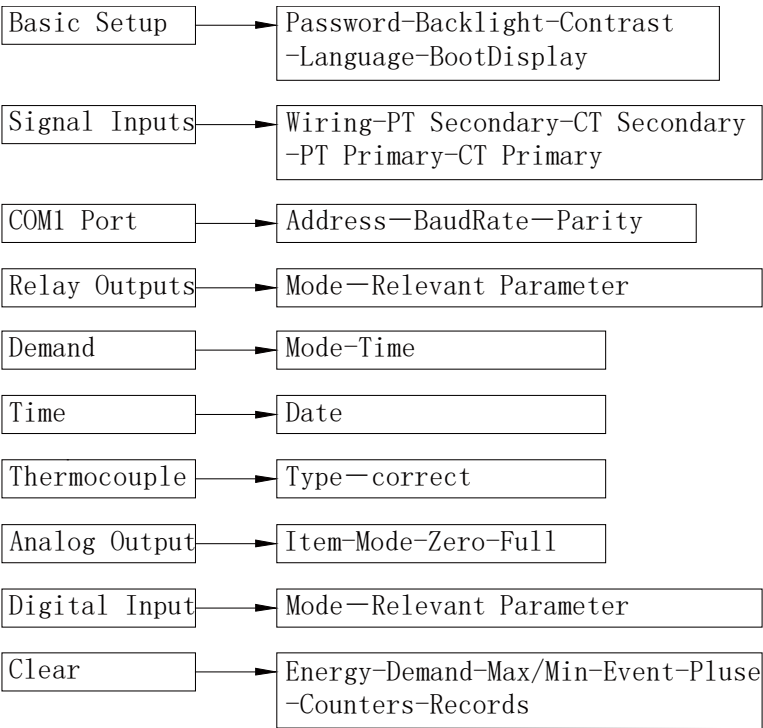 Basic Setup
Password-Backlight-Contrast
-Language-BootDisplay
Signal Inputs
Wiring-PT Secondary-CT Secondary
-PT Primary-CT Primary
COM1 Port
Address—BaudRate—Parity
Relay Outputs
Mode—Relevant Parameter
Demand
Mode-Time
Time
Date
Thermocouple
Type—correct
Analog Output
Item-Mode-Zero-Full
Digital Input
Mode—Relevant Parameter
Clear
Energy-Demand-Max/Min-Event-Pluse
-Counters-Records